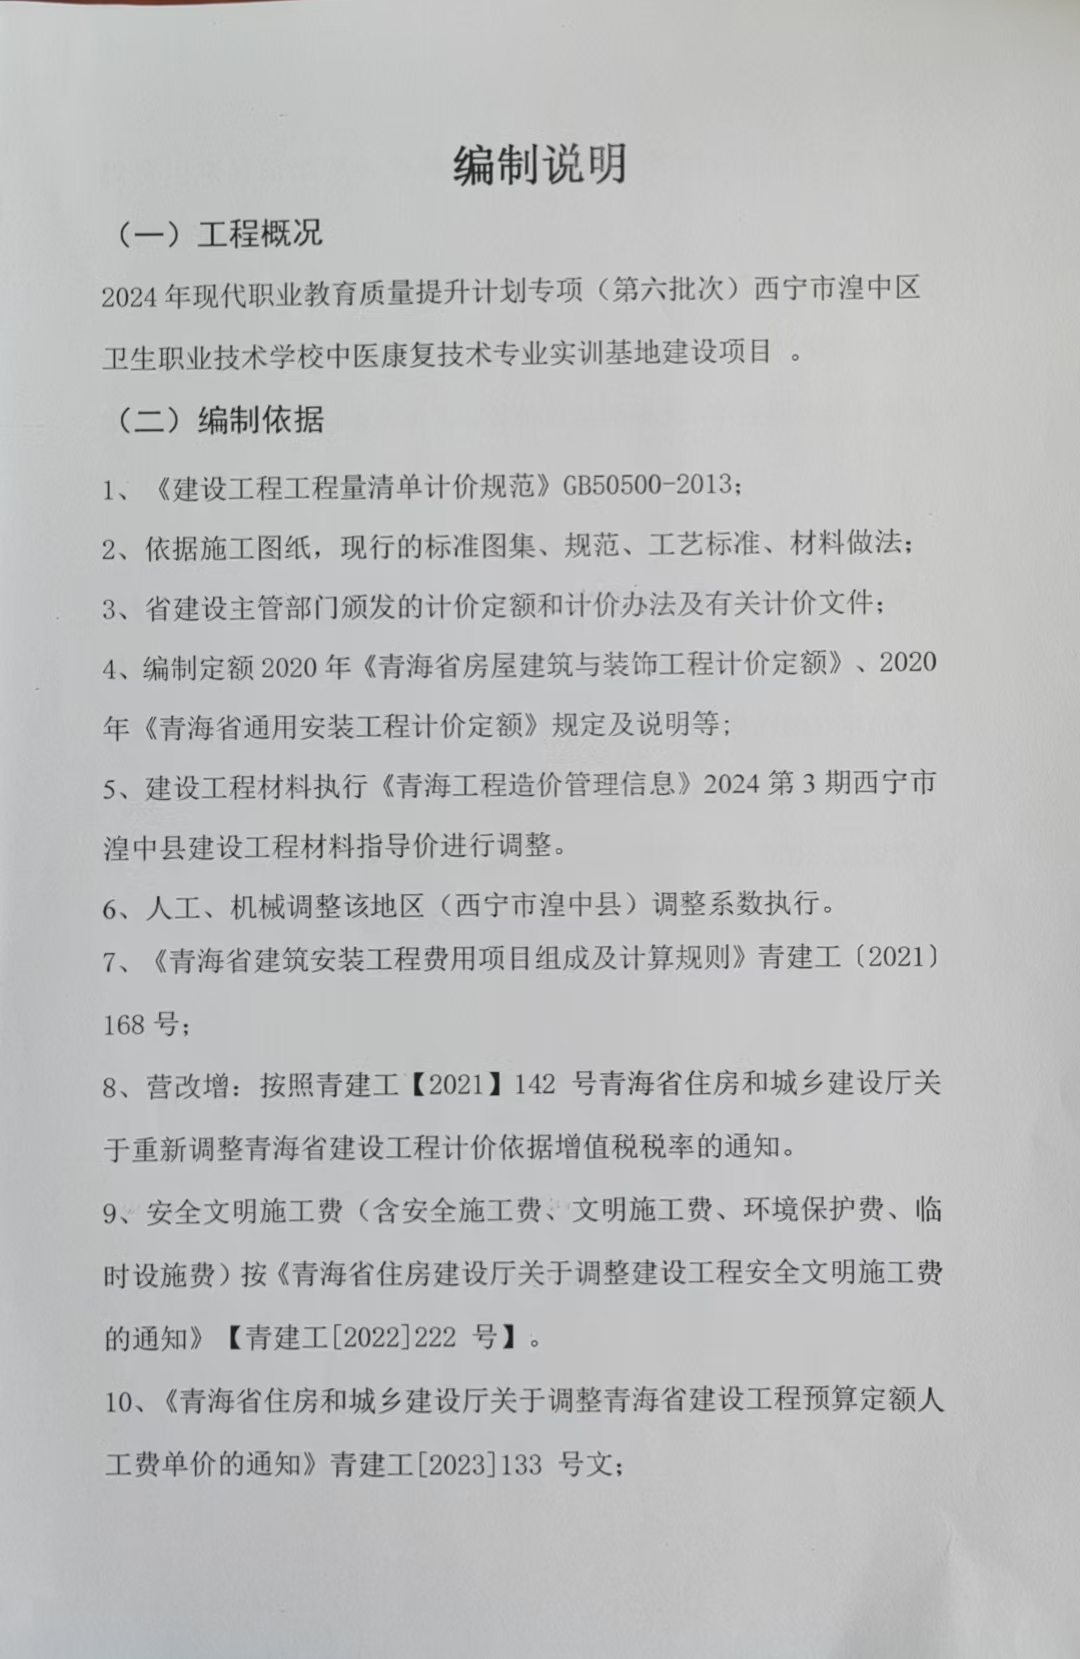 编制说明
（一）工程概况
2024 年现代职业教育质量提升计划专项（第六批次）西宁市湟中区
卫生职业技术学校中医康复技术专业实训基地建设项目 。
（二）编制依据
1、《建设工程工程量清单计价规范》GB50500-2013；
2、依据施工图纸，现行的标准图集、规范、工艺标准、材料做法；
3、省建设主管部门颁发的计价定额和计价办法及有关计价文件；
4、编制定额 2020 年《青海省房屋建筑与装饰工程计价定额》、2020
年《青海省通用安装工程计价定额》规定及说明等；
5、建设工程材料执行《青海工程造价管理信息》2024 第 3 期西宁市
湟中县建设工程材料指导价进行调整。
6、人工、机械调整该地区（西宁市湟中县）调整系数执行。
7、《青海省建筑安装工程费用项目组成及计算规则》青建工〔2021〕
168 号；
8、营改增：按照青建工【2021】142 号青海省住房和城乡建设厅关
于重新调整青海省建设工程计价依据增值税税率的通知。
9、安全文明施工费（含安全施工费、文明施工费、环境保护费、临
时设施费）按《青海省住房建设厅关于调整建设工程安全文明施工费
的通知》【青建工[2022]222 号】。
10、《青海省住房和城乡建设厅关于调整青海省建设工程预算定额人
工费单价的通知》青建工[2023]133 号文；